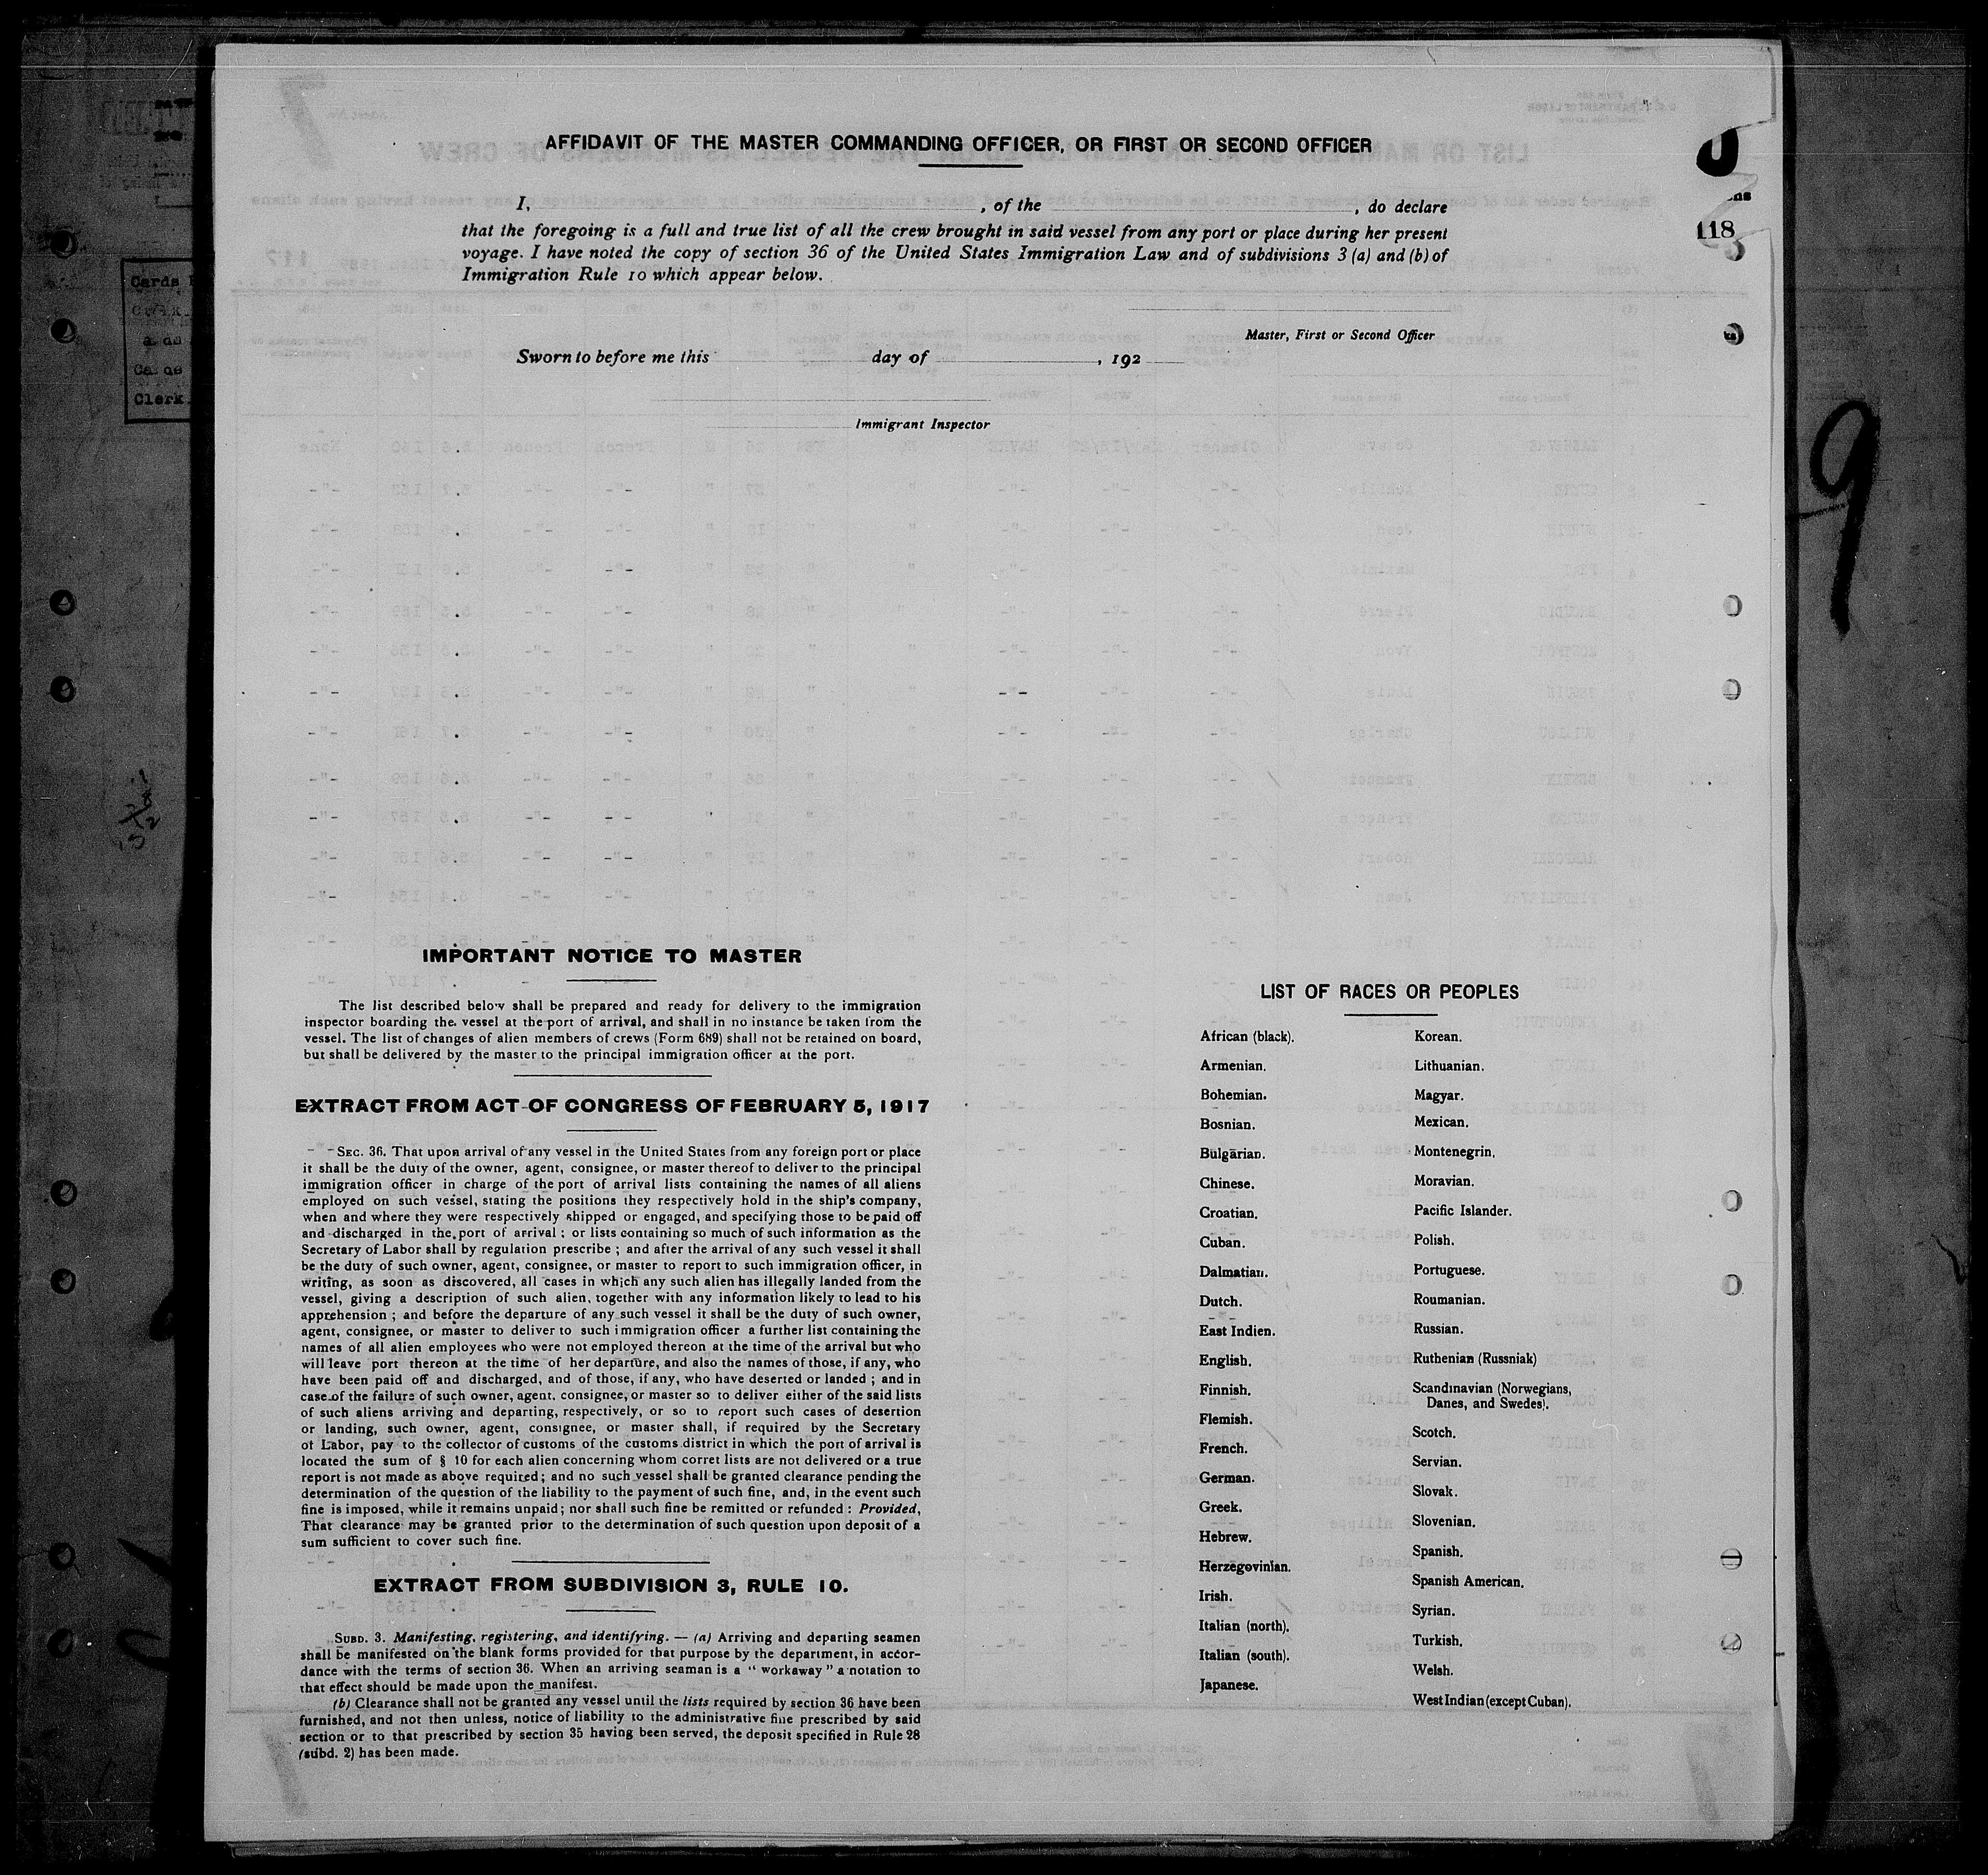 AFFIDAVIT OF THE MASTER COMMANDING OFFICER, OR FIRST OR SECOND OFFICER
I, , of the , do declare
that the foregoing is a full and true list of all the crew brought in said vessel from any port or place during her present
voyage. I have noted the copy of section 36 of the United States Immigration Law and of subdivisions 3 (a) and (b) of
Immigration Rule 10 which appear below.
118
Master, First or Second Officer
Sworn to before me this day of , 192
Immigrant Inspector
Cards
Clerk
9
IMPORTANT NOTICE TO MASTER
The list described below shall be prepared and ready for delivery to the immigration
inspector boarding the vessel at the port of arrival, and shall in no instance be taken from the
vessel. The list of changes of alien members of crews (Form 689) shall not be retained on board,
but shall be delivered by the master to the principal immigration officer at the port.
EXTRACT FROM ACT OF CONGRESS OF FEBRUARY 5, 1917
SEC. 36. That upon arrival of any vessel in the United States from any foreign port or place
it shall be the duty of the owner, agent, consignee, or master thereof to deliver to the principal
immigration officer in charge of the port of arrival lists containing the names of all aliens
employed on such vessel, stating the positions they respectively hold in the ship's company,
when and where they were respectively shipped or engaged, and specifying those to be paid off
and discharged in the port of arrival ; or lists containing so much of such information as the
Secretary of Labor shall by regulation prescribe ; and after the arrival of any such vessel it shall
be the duty of such owner, agent, consignee, or master to report to such immigration officer, in
writing, as soon as discovered, all cases in which any such alien has illegally landed from the
vessel, giving a description of such alien, together with any information likely to lead to his
apprehension ; and before the departure of any such vessel it shall be the duty of such owner,
agent, consignee, or master to deliver to such immigration officer a further list containing the
names of all alien employees who were not employed thereon at the time of the arrival but who
will leave port thereon at the time of her departure, and also the names of those, if any, who
have been paid off and discharged, and of those, if any, who have deserted or landed ; and in
case of the failure of such owner, agent, consignee, or master so to deliver either of the said lists
of such aliens arriving and departing, respectively, or so to report such cases of desertion
or landing, such owner, agent, consignee, or master shall, if required by the Secretary
of Labor, pay to the collector of customs of the customs district in which the port of arrival is
located the sum of § 10 for each alien concerning whom corret lists are not delivered or a true
report is not made as above required ; and no such vessel shall be granted clearance pending the
determination of the question of the liability to the payment of such fine, and, in the event such
fine is imposed, while it remains unpaid ; nor shall such fine be remitted or refunded : Provided,
That clearance may be granted prior to the determination of such question upon deposit of a
sum sufficient to cover such fine.
EXTRACT FROM SUBDIVISION 3, RULE 10.
SUBD. 3. Manifesting, registering, and identifying. — (a) Arriving and departing seamen
shall be manifested on the blank forms provided for that purpose by the department, in accor-
dance with the terms of section 36. When an arriving seaman is a " workaway " a notation to
that effect should be made upon the manifest.
(b) Clearance shall not be granted any vessel until the lists required by section 36 have been
furnished, and not then unless, notice of liability to the administrative fine prescribed by said
section or to that prescribed by section 35 having been served, the deposit specified in Rule 28
(subd. 2) has been made.
LIST OF RACES OR PEOPLES
African (black).
Armenian.
Bohemian.
Bosnian.
Bulgarian.
Chinese.
Croatian.
Cuban.
Dalmatian.
Dutch.
East Indien.
English.
Finnish.
Flemish.
French.
German.
Greek.
Hebrew.
Herzegovinian.
Irish.
Italian (north).
Italian (south).
Japanese.
Korean.
Lithuanian.
Magyar.
Mexican.
Montenegrin.
Moravian.
Pacific Islander.
Polish.
Portuguese.
Roumanian.
Russian.
Ruthenian (Russniak)
Scandinavian (Norwegians,
Danes, and Swedes).
Scotch.
Servian.
Slovak.
Slovenian.
Spanish.
Spanish American.
Syrian.
Turkish.
Welsh.
West Indian (except Cuban).